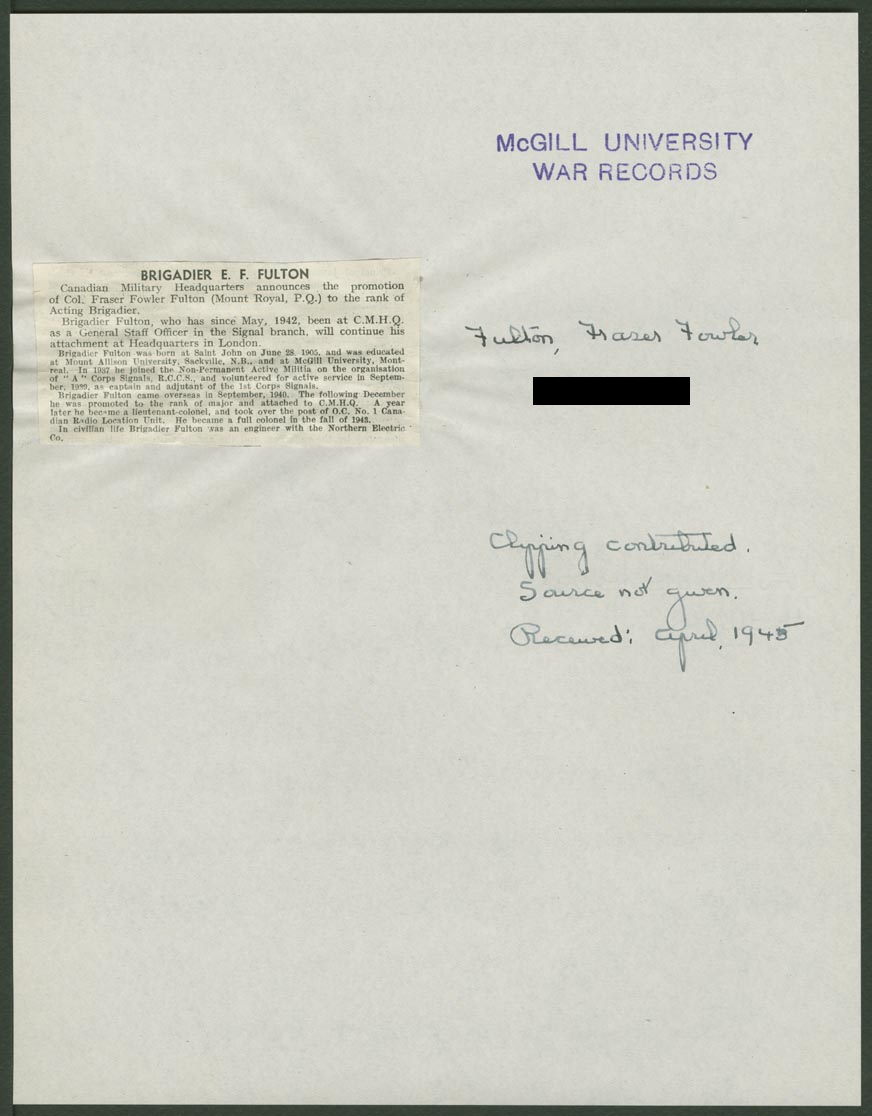 McGILL UNIVERSITY
WAR RECORDS
BRIGADIER E. F. FULTON
Canadian Military Headquarters announces the promotion
of Col. Fraser Fowler Fulton (Mount Royal, P.Q.) to the rank of
Acting Brigadier.
Brigadier Fulton, who has since May, 1942, been at C.M.H.Q.
as a General Staff Officer in the Signal branch, will continue his
attachment at Headquarters in London.
Brigadier Fulton was born at Saint John on June 28, 1905, and was educated
at Mount Allison University, Sackville, N.B., and at McGill University, Mont-
real. In 1937 he joined the Non-Permanent Active Militia on the organisation
of "A" Corps Signals, R.C.C.S., and volunteered for active service in Septem-
ber, 1939, as captain and adjutant of the 1st Corps Signals.
Brigadier Fulton came overseas in September, 1940. The following December
he was promoted to the rank of major and attached to C.M.H.Q. A year
later he became a lieutenant-colonel, and took over the post of O.C. No. 1 Cana-
dian Radio Location Unit. He became a full colonel in the fall of 1943.
In civilian life Brigadier Fulton was an engineer with the Northern Electric
Co.
Fulton, Fraser Fowler
Clipping contributed.
Source not given.
Received: April, 1945